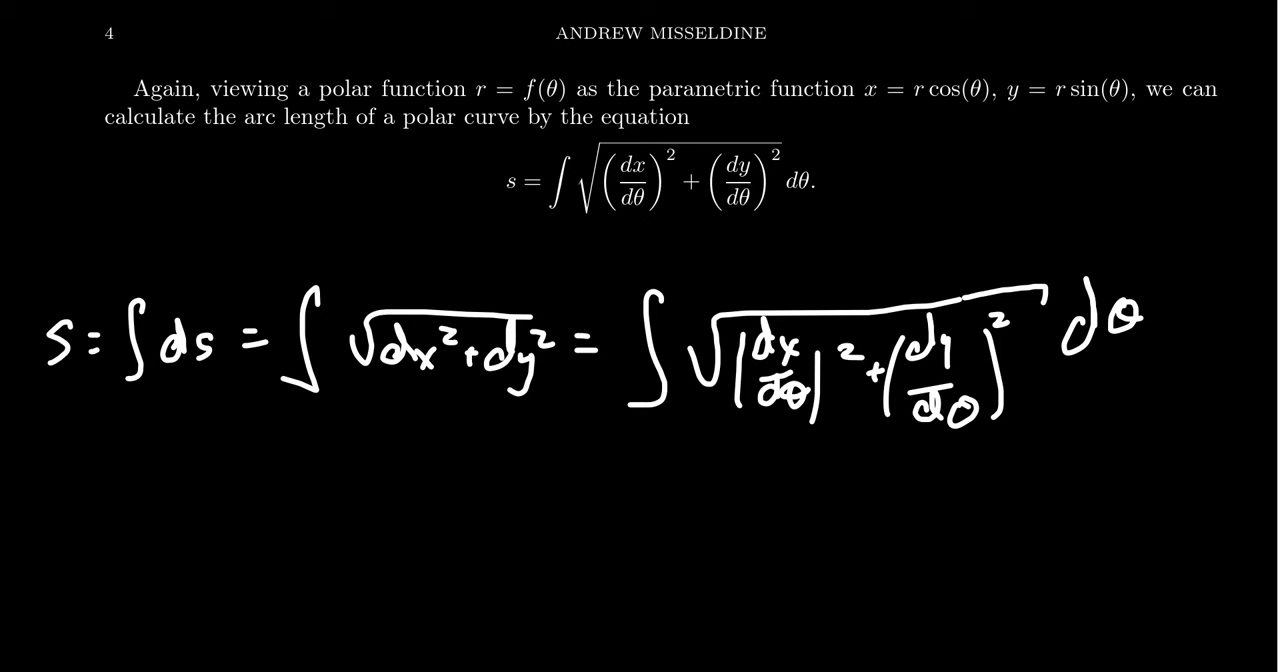 4 ANDREW MISSELDINE
Again, viewing a polar function r = f(θ) as the parametric function x = r cos(θ), y = r sin(θ), we can
calculate the arc length of a polar curve by the equation
s = ∫ √((dx/dθ)² + (dy/dθ)²) dθ.
S = ∫ ds = ∫ √(dx² + dy²) = ∫ √((dx/dθ)² + (dy/dθ)²) dθ